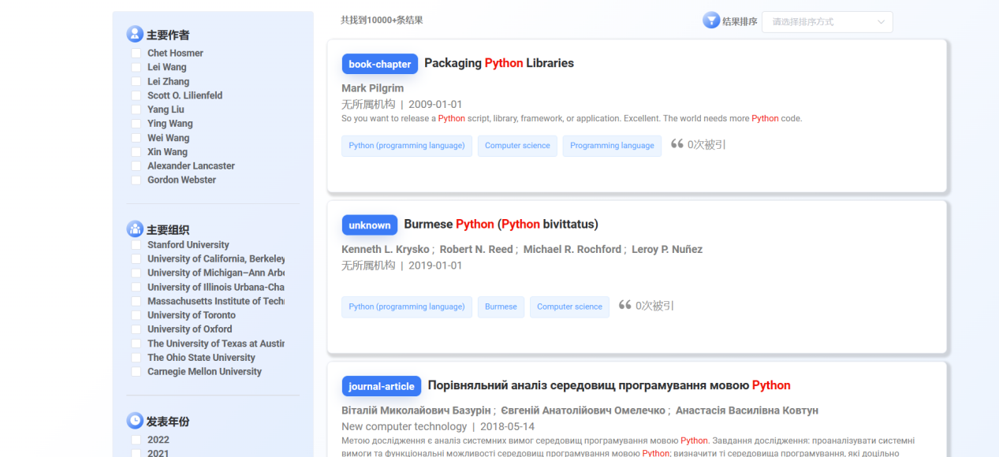 主要作者
Chet Hosmer
Lei Wang
Lei Zhang
Scott O. Lilienfeld
Yang Liu
Ying Wang
Wei Wang
Xin Wang
Alexander Lancaster
Gordon Webster
主要组织
Stanford University
University of California, Berkeley
University of Michigan–Ann Arbo
University of Illinois Urbana-Cha
Massachusetts Institute of Techn
University of Toronto
University of Oxford
The University of Texas at Austin
The Ohio State University
Carnegie Mellon University
发表年份
2022
2021
共找到10000+条结果
结果排序 请选择排序方式
book-chapter Packaging Python Libraries
Mark Pilgrim
无所属机构 | 2009-01-01
So you want to release a Python script, library, framework, or application. Excellent. The world needs more Python code.
Python (programming language) Computer science Programming language 0次被引
unknown Burmese Python (Python bivittatus)
Kenneth L. Krysko ; Robert N. Reed ; Michael R. Rochford ; Leroy P. Nuñez
无所属机构 | 2019-01-01
Python (programming language) Burmese Computer science 0次被引
journal-article Порівняльний аналіз середовищ програмування мовою Python
Віталій Миколайович Базурін ; Євгеній Анатолійович Омелечко ; Анастасія Василівна Ковтун
New computer technology | 2018-05-14
Метою дослідження є аналіз системних вимог середовищ програмування мовою Python. Завдання дослідження: проаналізувати системні
вимоги та функціональні можливості середовищ програмування мовою Python; визначити ті середовища програмування, які доцільно